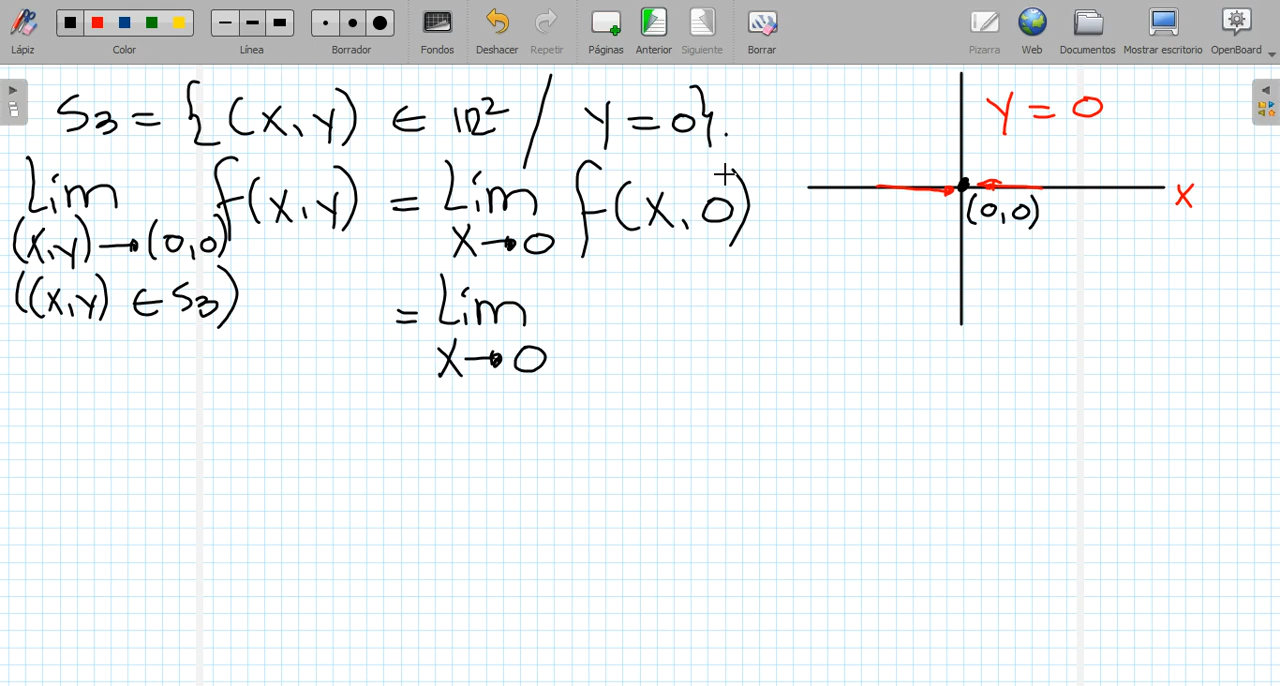 Lápiz Color Línea Borrador Fondos Deshacer Repetir Páginas Anterior Siguiente Borrar Pizarra Web Documentos Mostrar escritorio OpenBoard
S3 = {(x, y) ∈ ℝ² / y = 0}.
Lim f(x, y) = Lim f(x, 0)
(x,y) → (0,0) x → 0
((x,y) ∈ S3)
= Lim
x → 0
y = 0
x
(0,0)